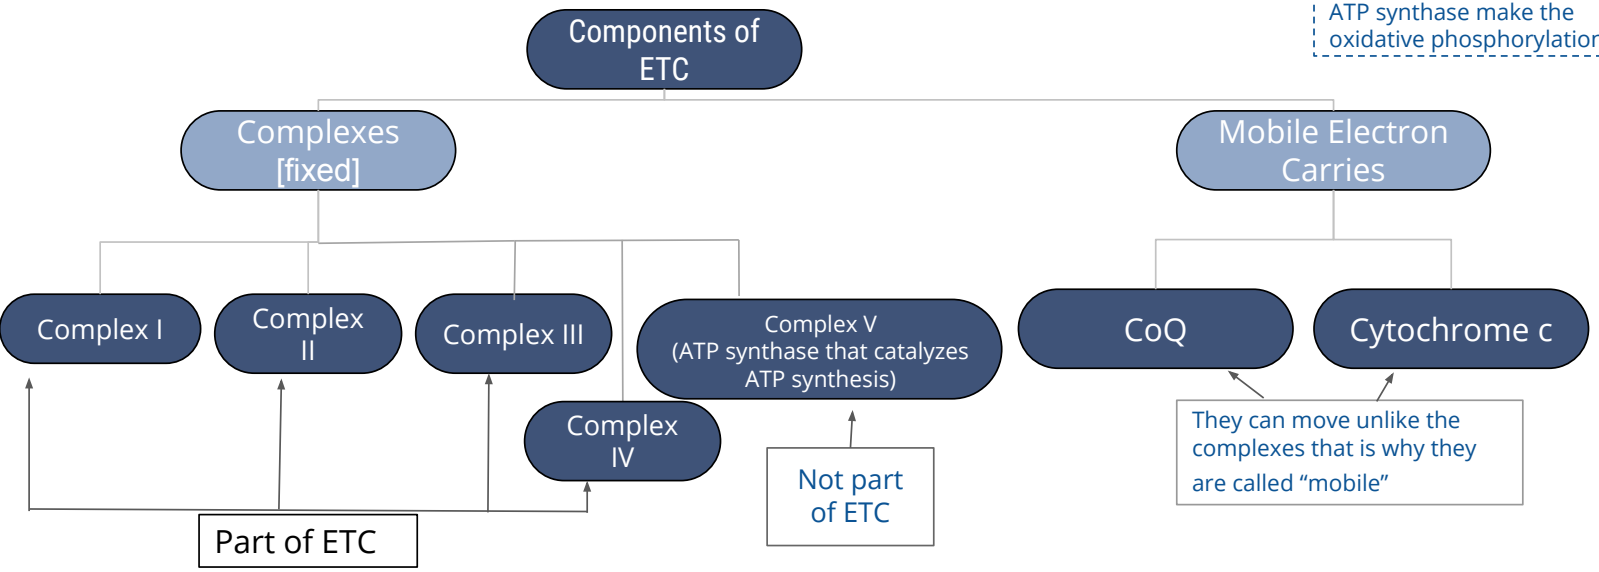 ATP synthase make the
oxidative phosphorylation
Components of
ETC
Complexes
[fixed]
Mobile Electron
Carries
Complex I
Complex
II
Complex III
Complex
IV
Complex V
(ATP synthase that catalyzes
ATP synthesis)
CoQ
Cytochrome c
They can move unlike the
complexes that is why they
are called “mobile”
Not part
of ETC
Part of ETC